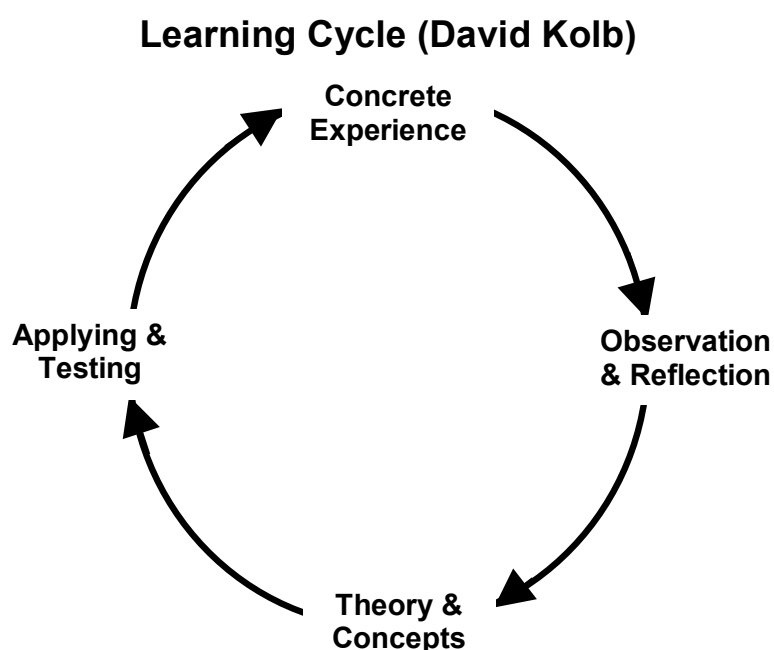 Learning Cycle (David Kolb)
Concrete
Experience
Observation
& Reflection
Theory &
Concepts
Applying &
Testing